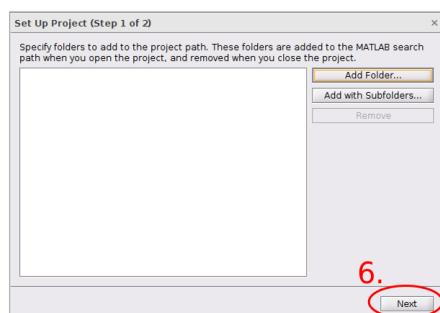 Set Up Project (Step 1 of 2)
Specify folders to add to the project path. These folders are added to the MATLAB search
path when you open the project, and removed when you close
the project.
Add Folder...
Add with Subfolders...
Remove
6.
Next